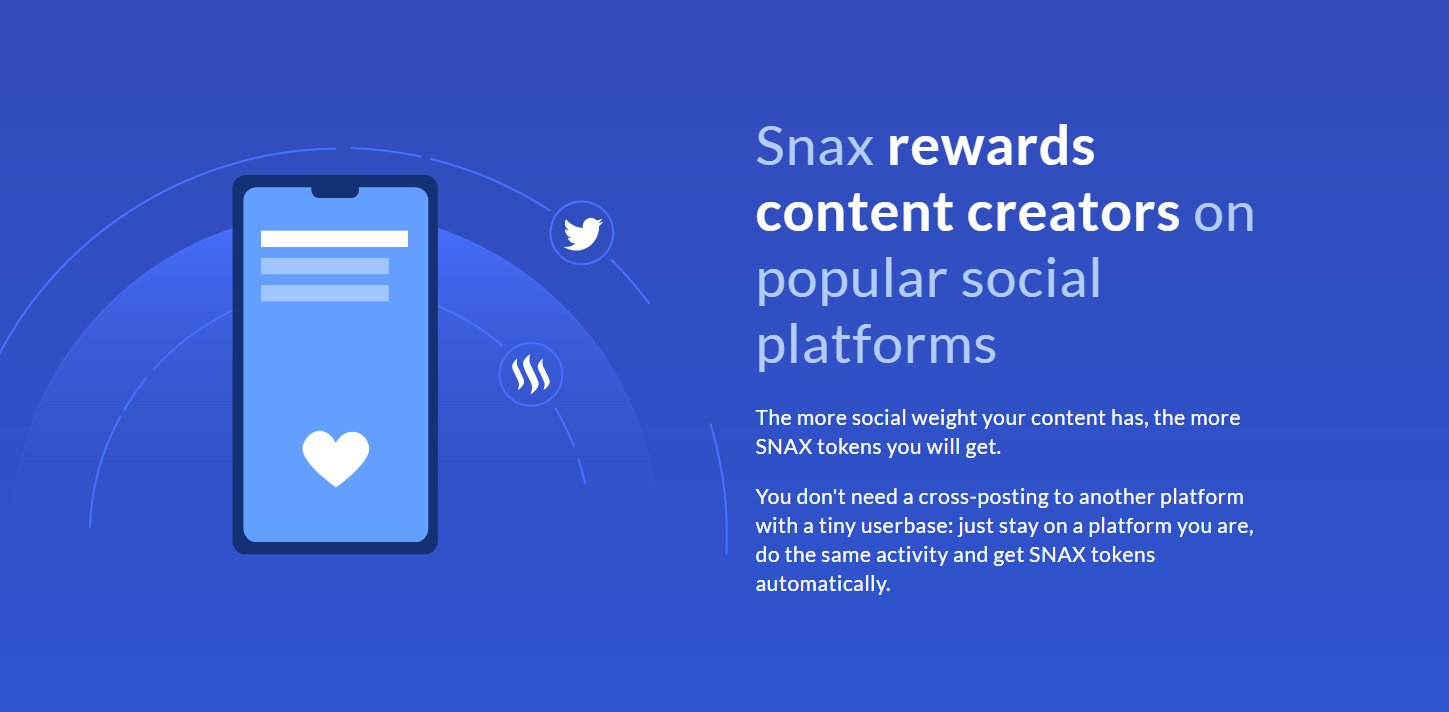 Snax rewards
content creators on
popular social
platforms
The more social weight your content has, the more
SNAX tokens you will get.
You don't need a cross-posting to another platform
with a tiny userbase: just stay on a platform you are,
do the same activity and get SNAX tokens
automatically.